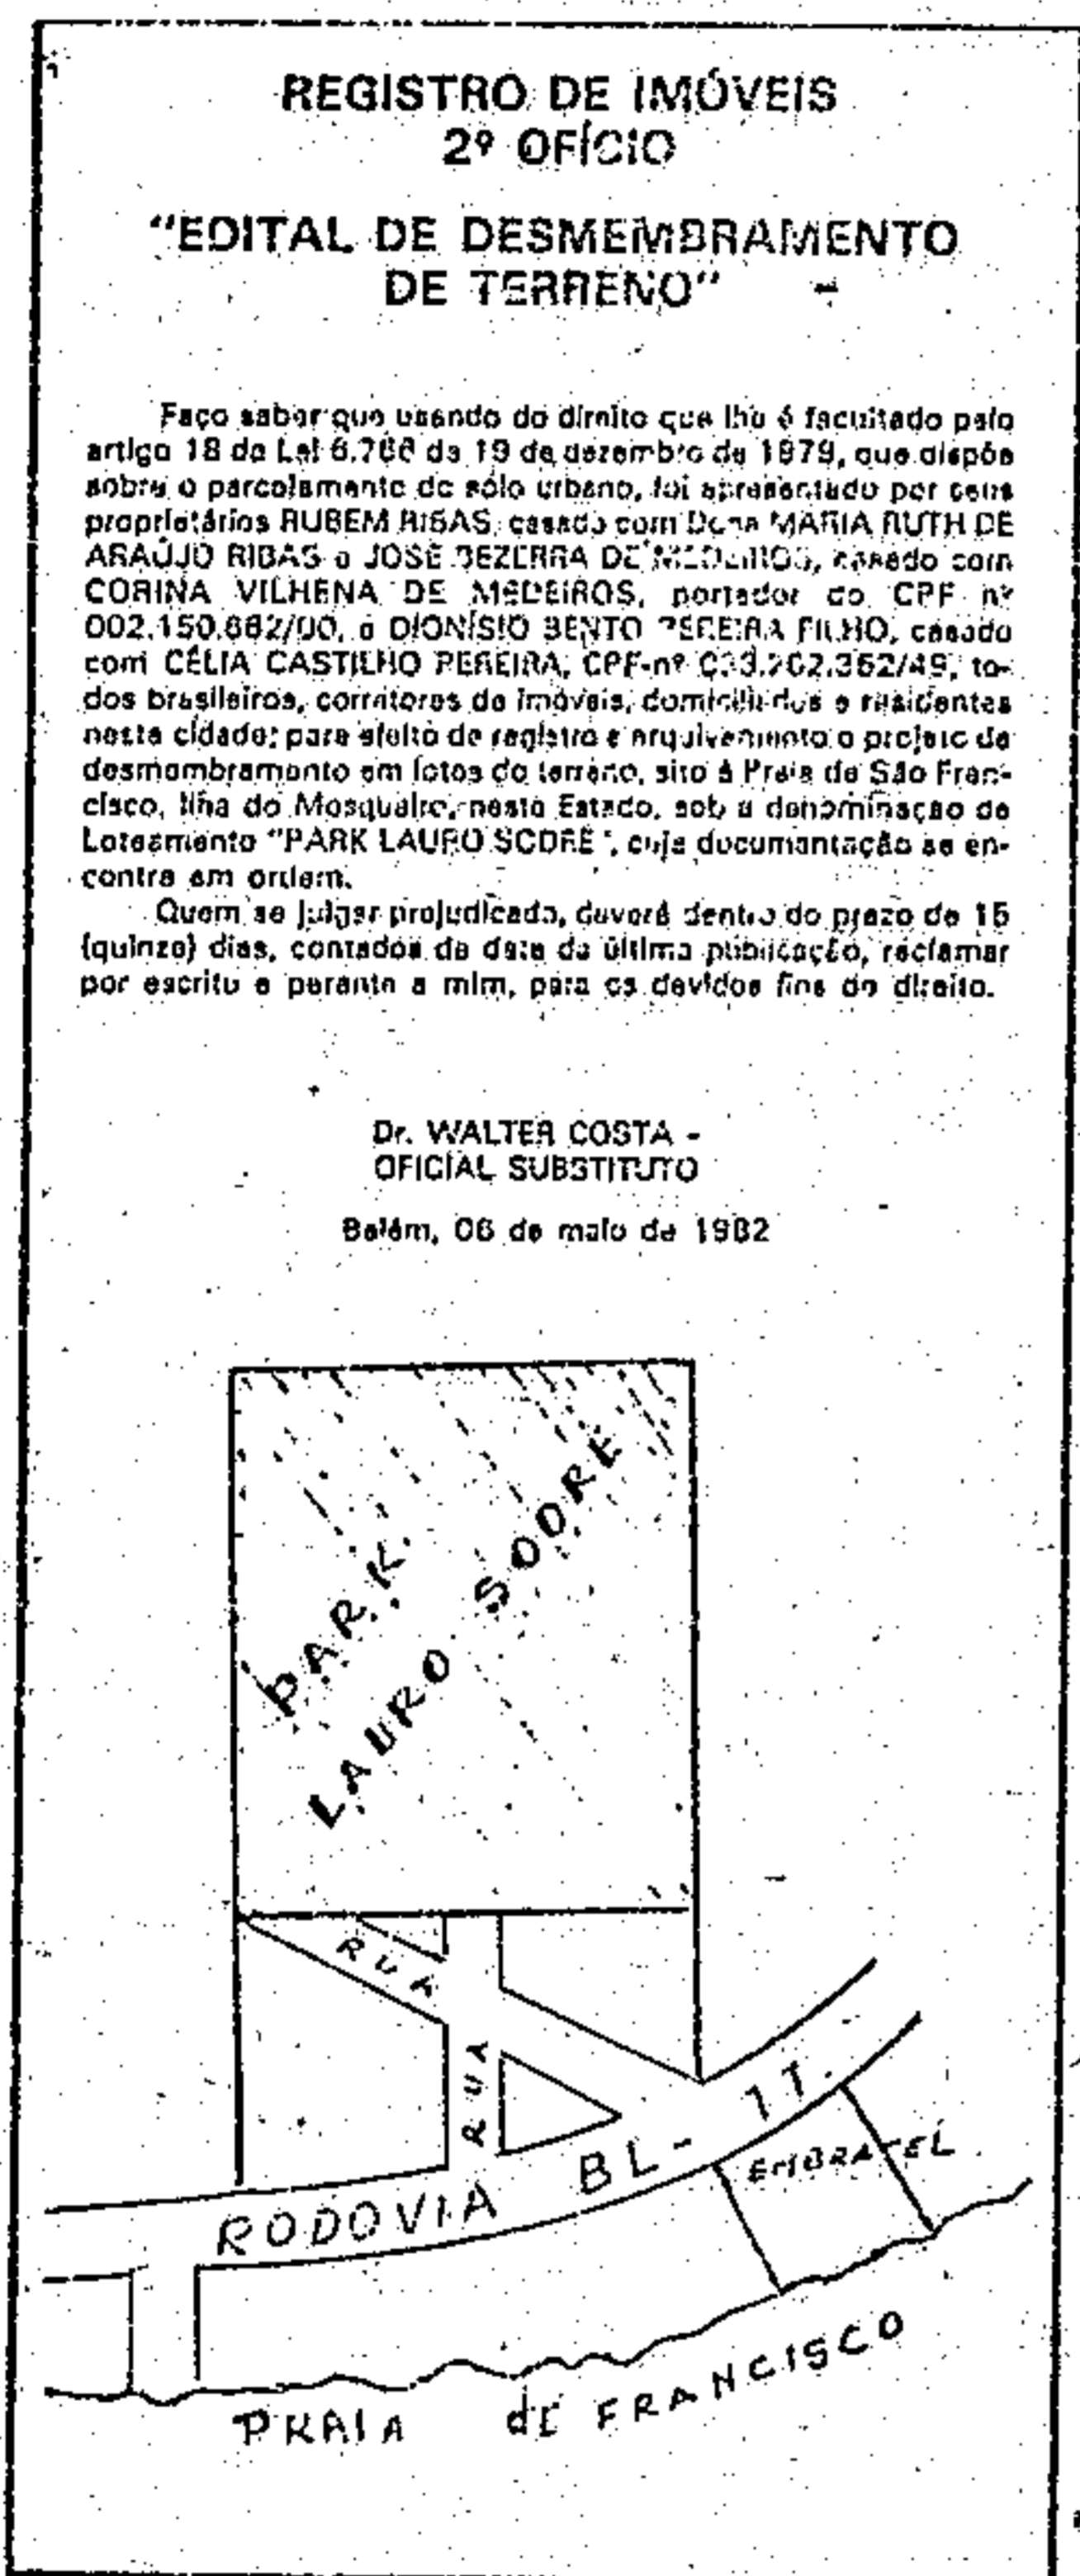 REGISTRO DE IMÓVEIS
2º OFÍCIO
"EDITAL DE DESMEMBRAMENTO
DE TERRENO"
Faço saber que usando do direito que lhe é facultado pelo
artigo 18 da Lei 6.766 de 19 de dezembro de 1979, que dispõe
sobre o parcelamento do sólo urbano, foi apresentado por seus
proprietários RUBEM RIBAS, casado com Dona MARIA RUTH DE
ARAÚJO RIBAS e JOSÉ BEZERRA DE MEDEIROS, casado com
CORINA VILHENA DE MEDEIROS, portador do CPF nº
e DIONÍSIO BENTO PEREIRA FILHO, casado
com CÉLIA CASTILHO PEREIRA, CPF-nº to-
dos brasileiros, corretores de imóveis, domiciliados e residentes
nesta cidade; para efeito de registro e arquivamento o projeto de
desmembramento em lotes do terreno, sito à Praia de São Fran-
cisco, Ilha do Mosqueiro, neste Estado, sob a denominação de
Loteamento "PARK LAURO SODRÉ", cuja documentação se en-
contra em ordem.
Quem se julgar prejudicado, deverá dentro do prazo de 15
(quinze) dias, contados da data da última publicação, reclamar
por escrito e perante a mim, para os devidos fins de direito.
Dr. WALTER COSTA -
OFICIAL SUBSTITUTO
Belém, 06 de maio de 1982
PARK
LAURO SODRÉ
RUA
RUA
RODOVIA BL-
EMBRATEL
PRAIA dE FRANCISCO